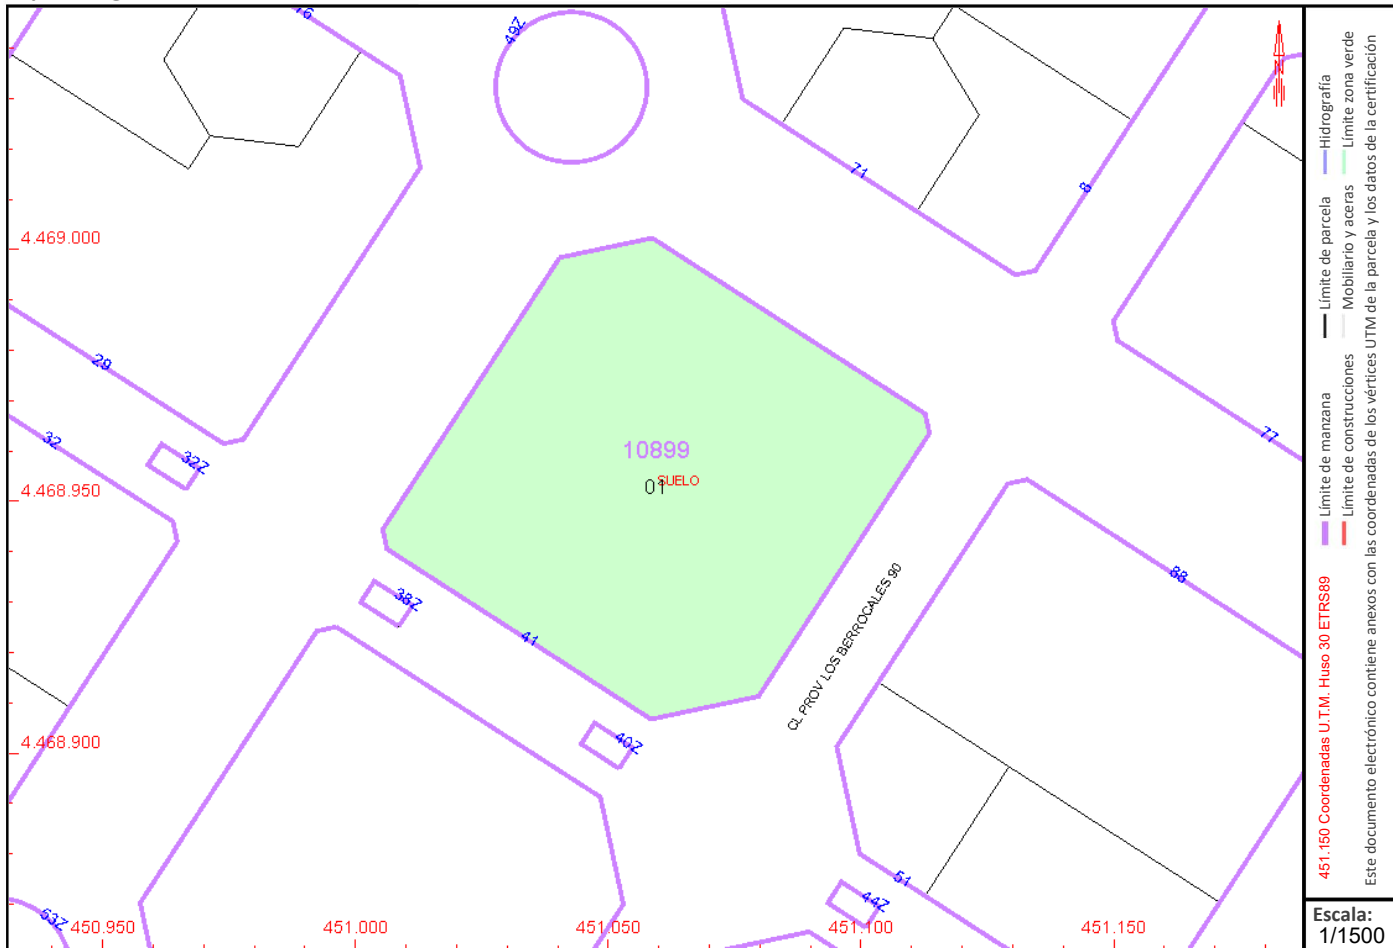 16
49Z
71
8
4.469.000
29
32
32Z
77
10899
SUELO
01
4.468.950
38Z
41
88
CL PROV LOS BERROCALES 90
40Z
4.468.900
51
44Z
53Z
450.950
451.000
451.050
451.100
451.150
N
Hidrografía
Límite zona verde
Límite de parcela
Mobiliario y aceras
Límite de manzana
Límite de construcciones
451.150 Coordenadas U.T.M. Huso 30 ETRS89
Este documento electrónico contiene anexos con las coordenadas de los vértices UTM de la parcela y los datos de la certificación
Escala:
1/1500